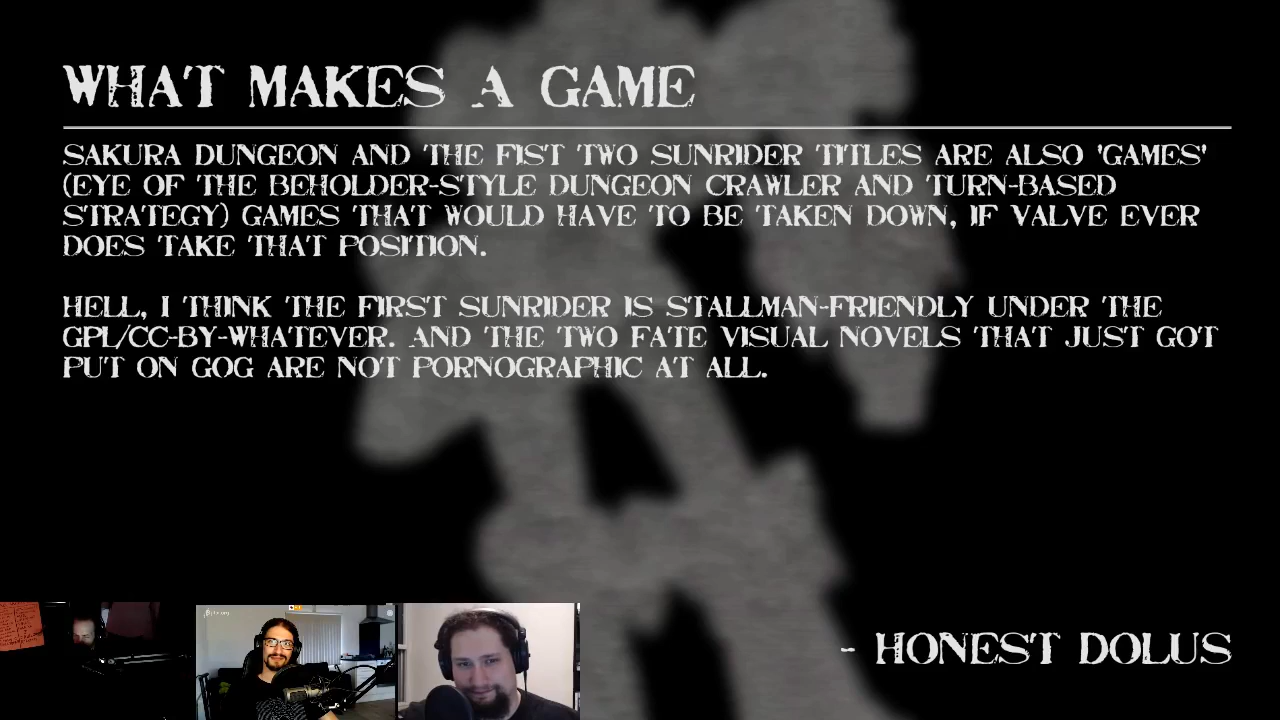 WHAT MAKES A GAME
SAKURA DUNGEON AND THE FIST TWO SUNRIDER TITLES ARE ALSO 'GAMES'
(EYE OF THE BEHOLDER-STYLE DUNGEON CRAWLER AND TURN-BASED
STRATEGY) GAMES THAT WOULD HAVE TO BE TAKEN DOWN, IF VALVE EVER
DOES TAKE THAT POSITION.
HELL, I THINK THE FIRST SUNRIDER IS STALLMAN-FRIENDLY UNDER THE
GPL/CC-BY-WHATEVER. AND THE TWO FATE VISUAL NOVELS THAT JUST GOT
PUT ON GOG ARE NOT PORNOGRAPHIC AT ALL.
- HONEST DOLUS